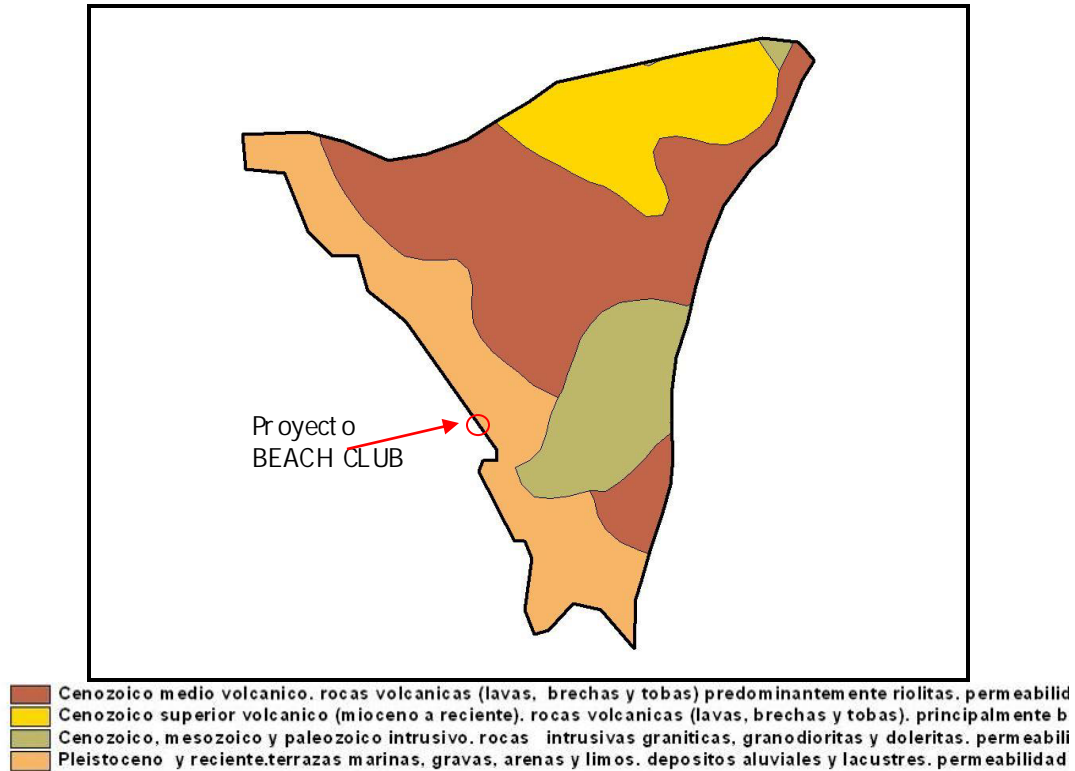 Proyecto
BEACH CLUB
Cenozoico medio volcanico. rocas volcanicas (lavas, brechas y tobas) predominantemente riolitas. permeabilid
Cenozoico superior volcanico (mioceno a reciente). rocas volcanicas (lavas, brechas y tobas). principalmente b
Cenozoico, mesozoico y paleozoico intrusivo. rocas intrusivas graniticas, granodioritas y doleritas. permeabili
Pleistoceno y reciente.terrazas marinas, gravas, arenas y limos. depositos aluviales y lacustres. permeabilidad